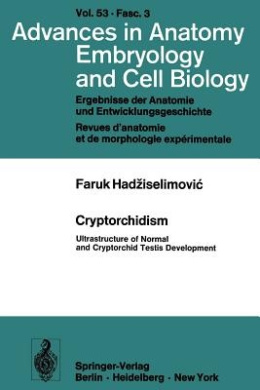 Vol. 53 · Fasc. 3
Advances in Anatomy
Embryology
and Cell Biology
Ergebnisse der Anatomie
und Entwicklungsgeschichte
Revues d'anatomie
et de morphologie expérimentale
Faruk Hadžiselimović
Cryptorchidism
Ultrastructure of Normal
and Cryptorchid Testis Development
Springer-Verlag
Berlin · Heidelberg · New York